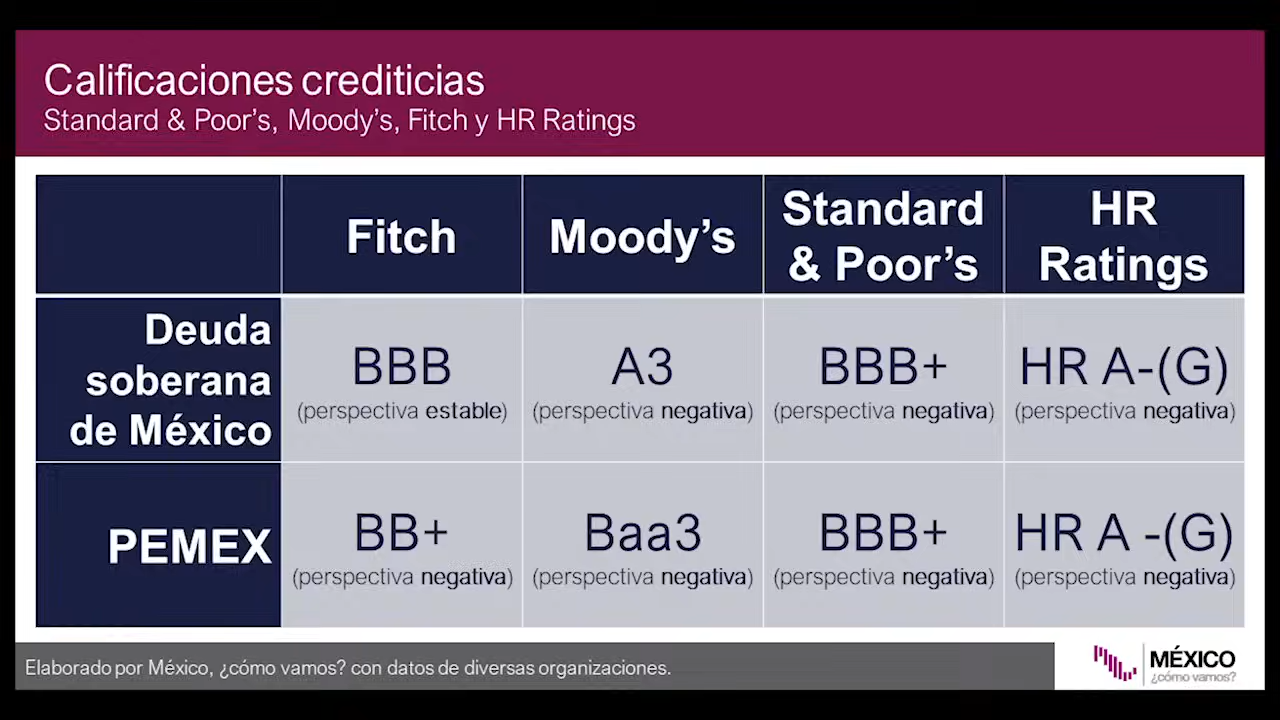 Calificaciones crediticias
Standard & Poor's, Moody's, Fitch y HR Ratings
Fitch
Moody's
Standard
& Poor's
HR
Ratings
Deuda
soberana
de México
BBB
(perspectiva estable)
A3
(perspectiva negativa)
BBB+
(perspectiva negativa)
HR A-(G)
(perspectiva negativa)
PEMEX
BB+
(perspectiva negativa)
Baa3
(perspectiva negativa)
BBB+
(perspectiva negativa)
HR A -(G)
(perspectiva negativa)
Elaborado por México, ¿cómo vamos? con datos de diversas organizaciones.
MÉXICO
¿cómo vamos?